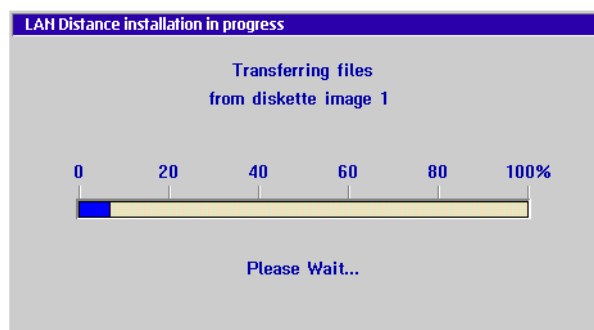 LAN Distance installation in progress
Transferring files
from diskette image 1
0 20 40 60 80 100%
Please Wait...